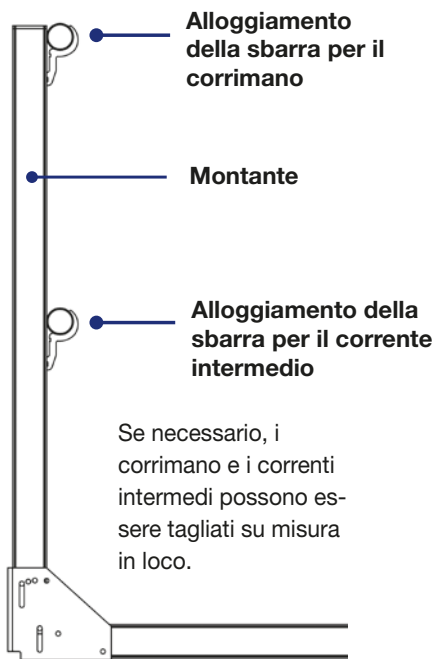 Alloggiamento
della sbarra per il
corrimano
Montante
Alloggiamento della
sbarra per il corrente
intermedio
Se necessario, i
corrimano e i correnti
intermedi possono es-
sere tagliati su misura
in loco.